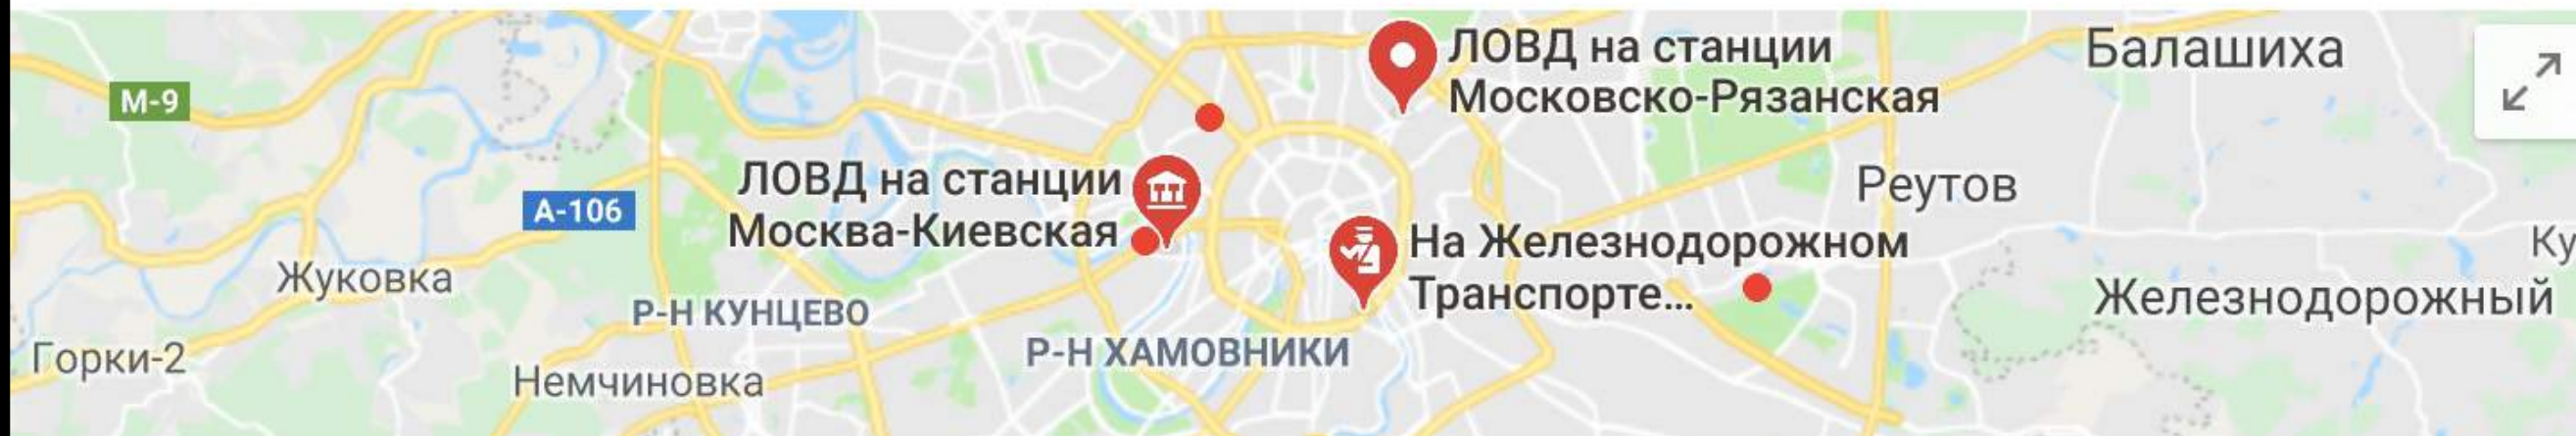 ЛОВД на станции
Московско-Рязанская
Балашиха
М-9
ЛОВД на станции
Москва-Киевская
Реутов
А-106
На Железнодорожном
Транспорте...
Ку
Жуковка
Железнодорожный
Р-Н КУНЦЕВО
Р-Н ХАМОВНИКИ
Горки-2
Немчиновка